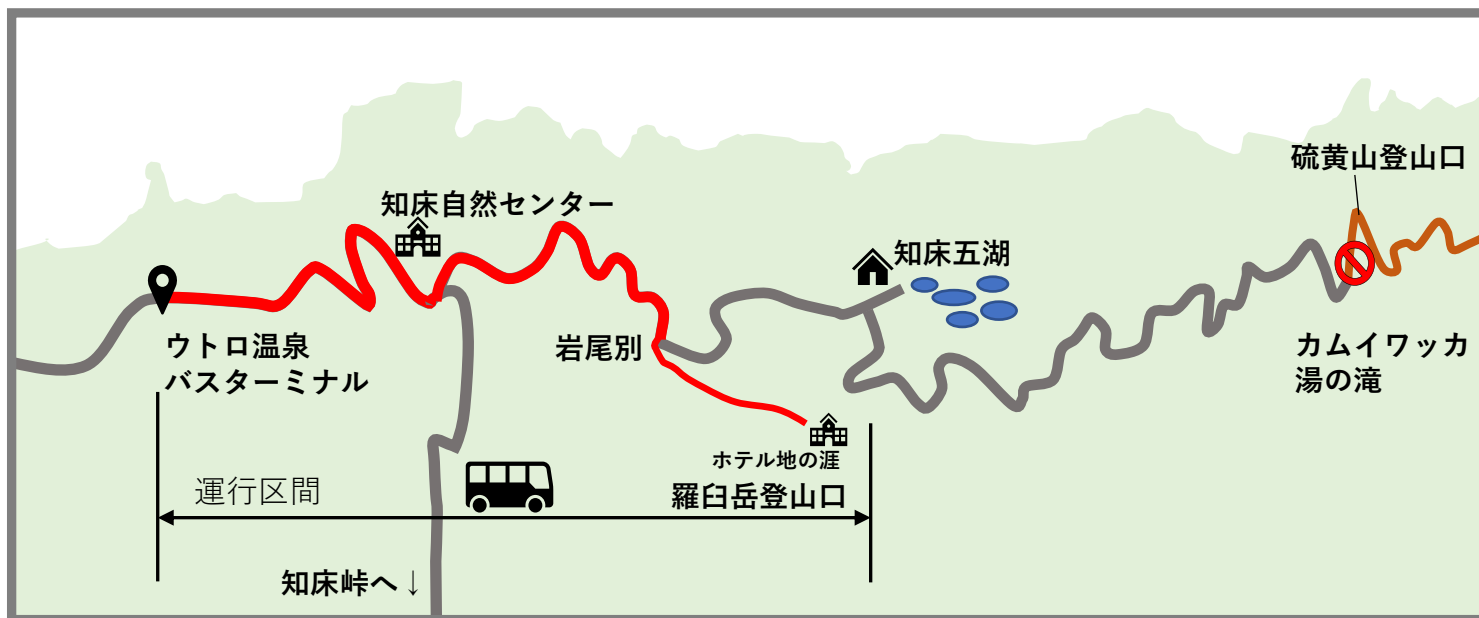 硫黄山登山口
知床自然センター
知床五湖
ウトロ温泉
バスターミナル
岩尾別
カムイワッカ
湯の滝
ホテル地の涯
羅臼岳登山口
運行区間
知床峠へ↓